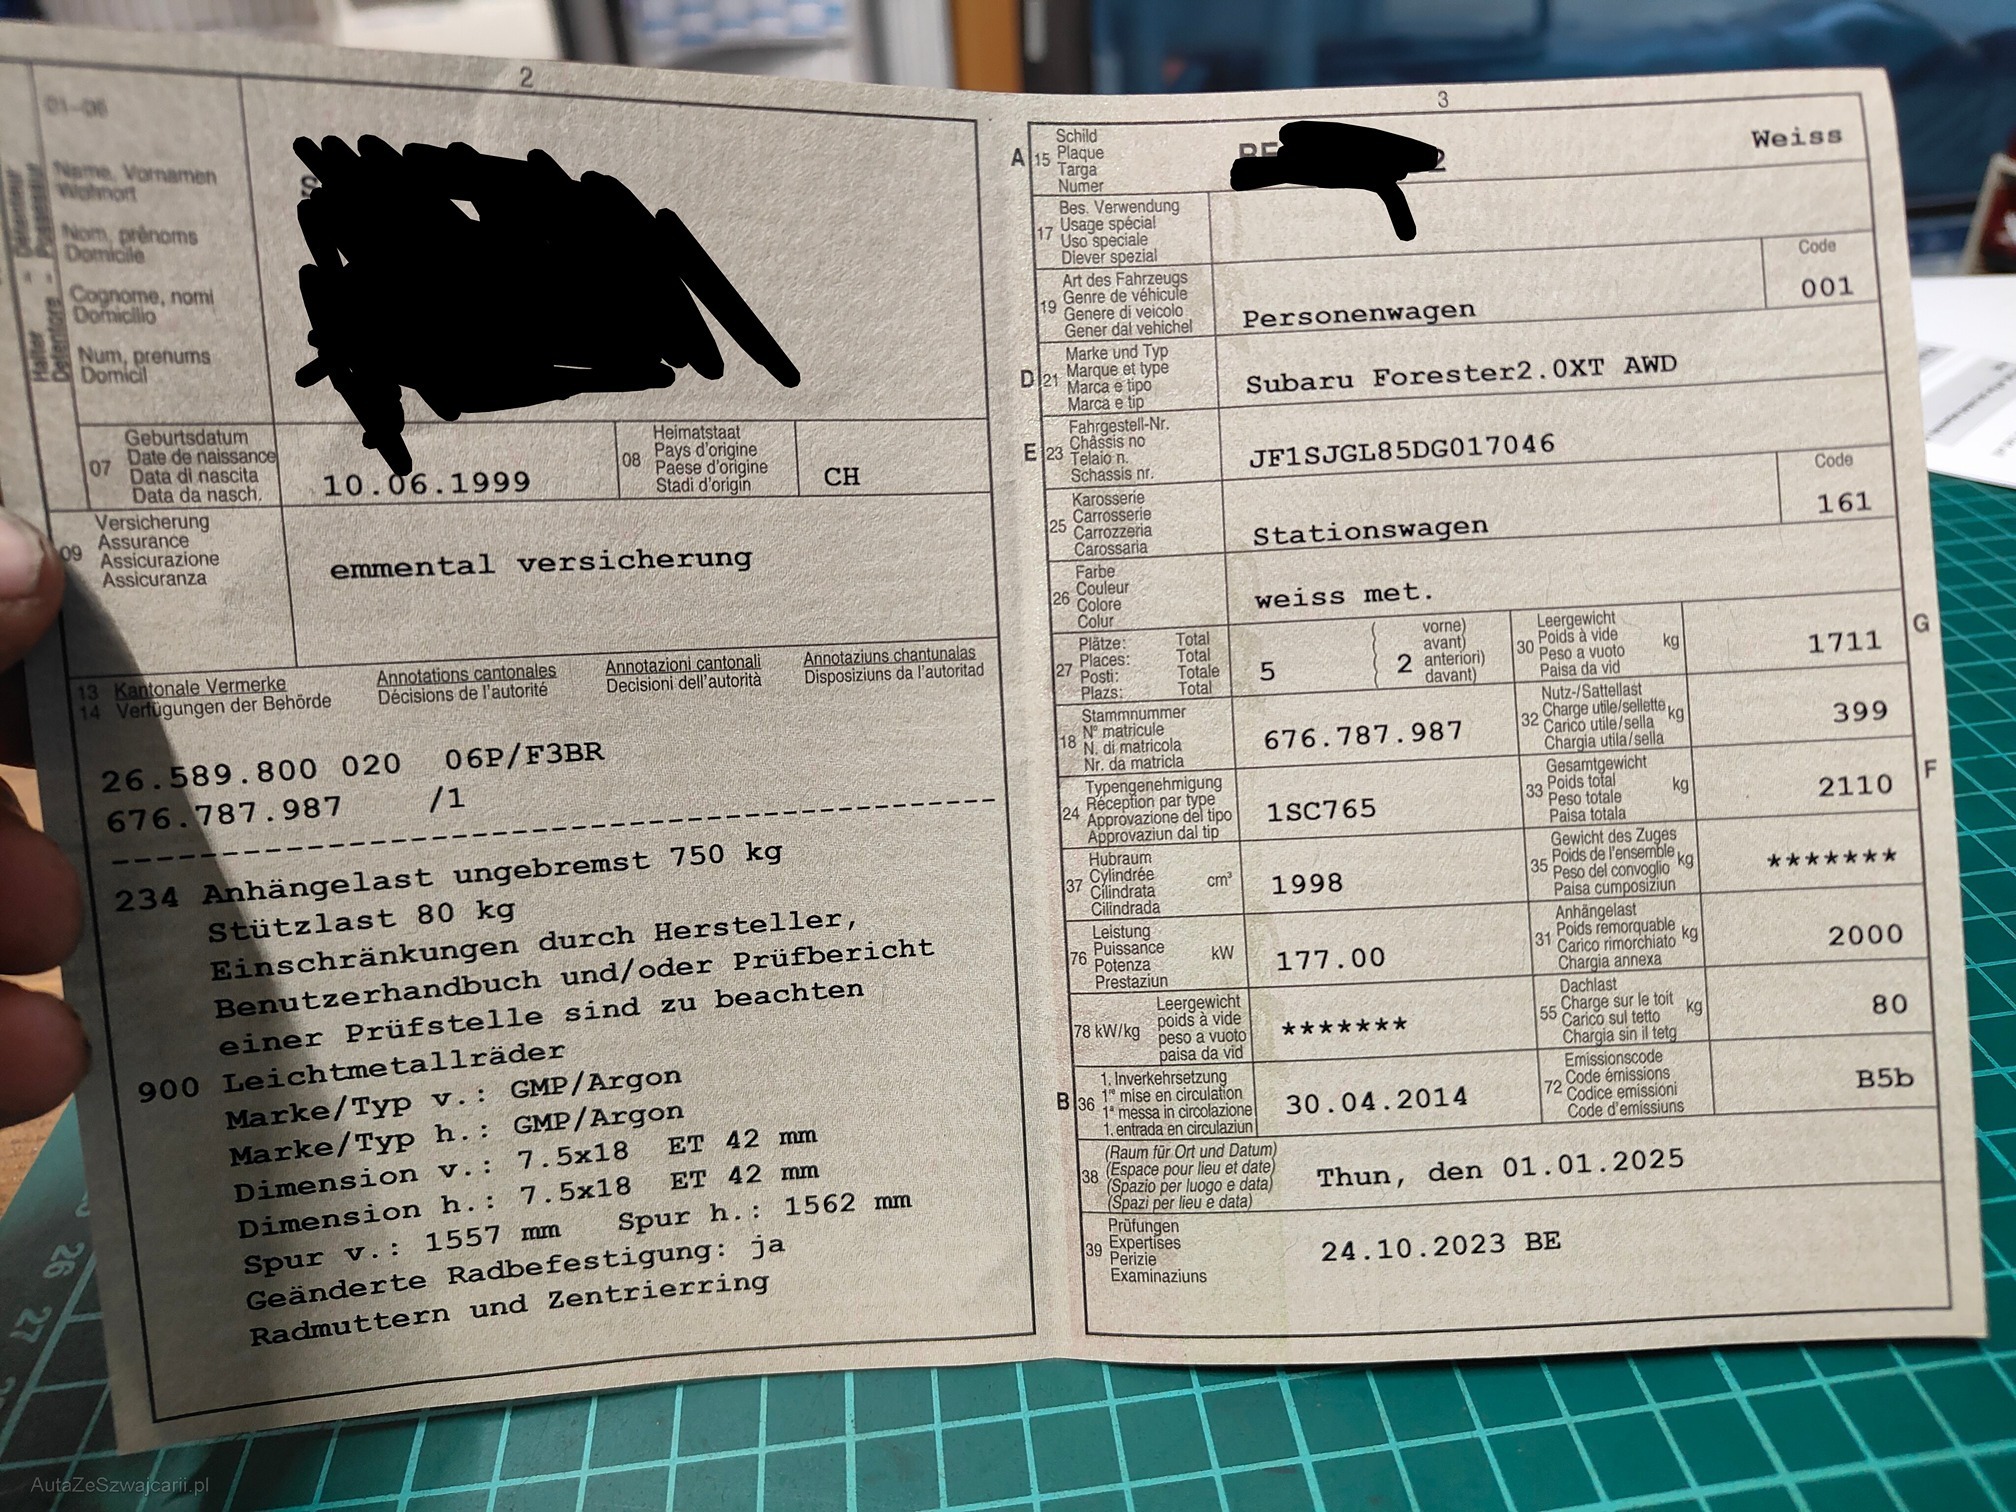 2
01-06
Halter - Détenteur
Detentore - Possessur
Name, Vornamen
Wohnort
Nom, prénoms
Domicile
Cognome, nomi
Domicilio
Num, prenums
Domicil
07 Geburtsdatum
Date de naissance
Data di nascita
Data da nasch.
10.06.1999
08 Heimatstaat
Pays d'origine
Paese d'origine
Stadi d'origin
CH
09 Versicherung
Assurance
Assicurazione
Assicuranza
emmental versicherung
13 Kantonale Vermerke Annotations cantonales Annotazioni cantonali Annotaziuns chantunalas
14 Verfügungen der Behörde Décisions de l'autorité Decisioni dell'autorità Disposiziuns da l'autoritad
26.589.800 020 06P/F3BR
676.787.987 /1
234 Anhängelast ungebremst 750 kg
Stützlast 80 kg
Einschränkungen durch Hersteller,
Benutzerhandbuch und/oder Prüfbericht
einer Prüfstelle sind zu beachten
900 Leichtmetallräder
Marke/Typ v.: GMP/Argon
Marke/Typ h.: GMP/Argon
Dimension v.: 7.5x18 ET 42 mm
Dimension h.: 7.5x18 ET 42 mm
Spur v.: 1557 mm Spur h.: 1562 mm
Geänderte Radbefestigung: ja
Radmuttern und Zentrierring
3
A 15 Schild
Plaque
Targa
Numer
BE
2
Weiss
17 Bes. Verwendung
Usage spécial
Uso speciale
Diever spezial
19 Art des Fahrzeugs
Genre de véhicule
Genere di veicolo
Gener dal vehichel
Personenwagen
Code
001
D 21 Marke und Typ
Marque et type
Marca e tipo
Marca e tip
Subaru Forester2.0XT AWD
E 23 Fahrgestell-Nr.
Châssis no
Telaio n.
Schassis nr.
JF1SJGL85DG017046
25 Karosserie
Carrosserie
Carrozzeria
Carossaria
Stationswagen
Code
161
26 Farbe
Couleur
Colore
Colur
weiss met.
27 Plätze: Total
Places: Total
Posti: Totale
Plazs: Total
5
2
vorne)
avant)
anteriori)
davant)
30 Leergewicht
Poids à vide kg
Peso a vuoto
Paisa da vid
1711
G
18 Stammnummer
N° matricule
N. di matricola
Nr. da matricla
676.787.987
32 Nutz-/Sattellast
Charge utile/sellette kg
Carico utile/sella
Chargia utila/sella
399
24 Typengenehmigung
Réception par type
Approvazione del tipo
Approvaziun dal tip
1SC765
33 Gesamtgewicht
Poids total kg
Peso totale
Paisa totala
2110
F
37 Hubraum
Cylindrée cm³
Cilindrata
Cilindrada
1998
35 Gewicht des Zuges
Poids de l'ensemble kg
Peso del convoglio
Paisa cumposiziun
*******
76 Leistung
Puissance kW
Potenza
Prestaziun
177.00
31 Anhängelast
Poids remorquable kg
Carico rimorchiato
Chargia annexa
2000
78 kW/kg Leergewicht
poids à vide
peso a vuoto
paisa da vid
*******
55 Dachlast
Charge sur le toit kg
Carico sul tetto
Chargia sin il tetg
80
B 36 1. Inverkehrsetzung
1re mise en circulation
1a messa in circolazione
1. entrada en circulaziun
30.04.2014
72 Emissionscode
Code émissions
Codice emissioni
Code d'emissiuns
B5b
38 (Raum für Ort und Datum)
(Espace pour lieu et date)
(Spazio per luogo e data)
(Spazi per lieu e data)
Thun, den 01.01.2025
39 Prüfungen
Expertises
Perizie
Examinaziuns
24.10.2023 BE
26
27
AutaZeSzwajcarii.pl